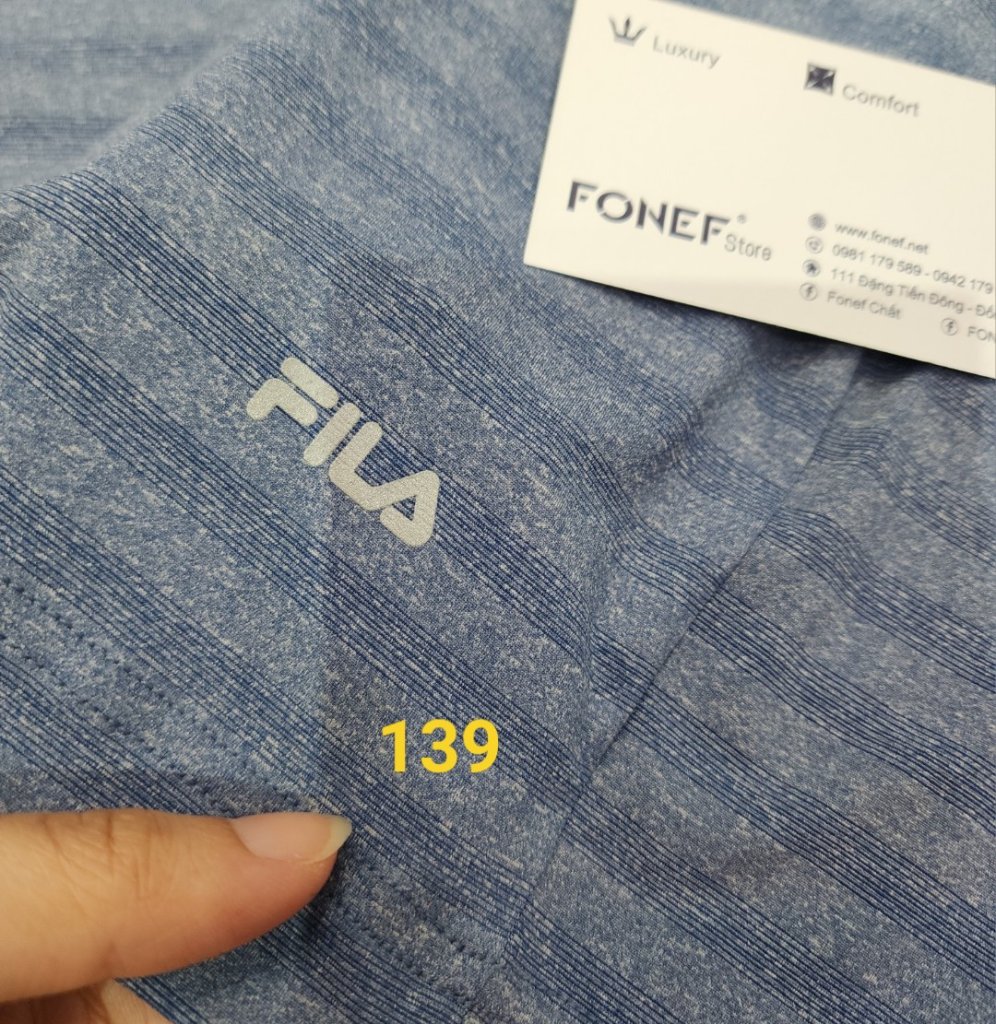 Luxury
Comfort
FONEF®
Store
www.fonef.net
0981 179 589 - 0942 179
111 Đặng Tiến Đông - Đố
Fonef Chất
FON
FILA
139